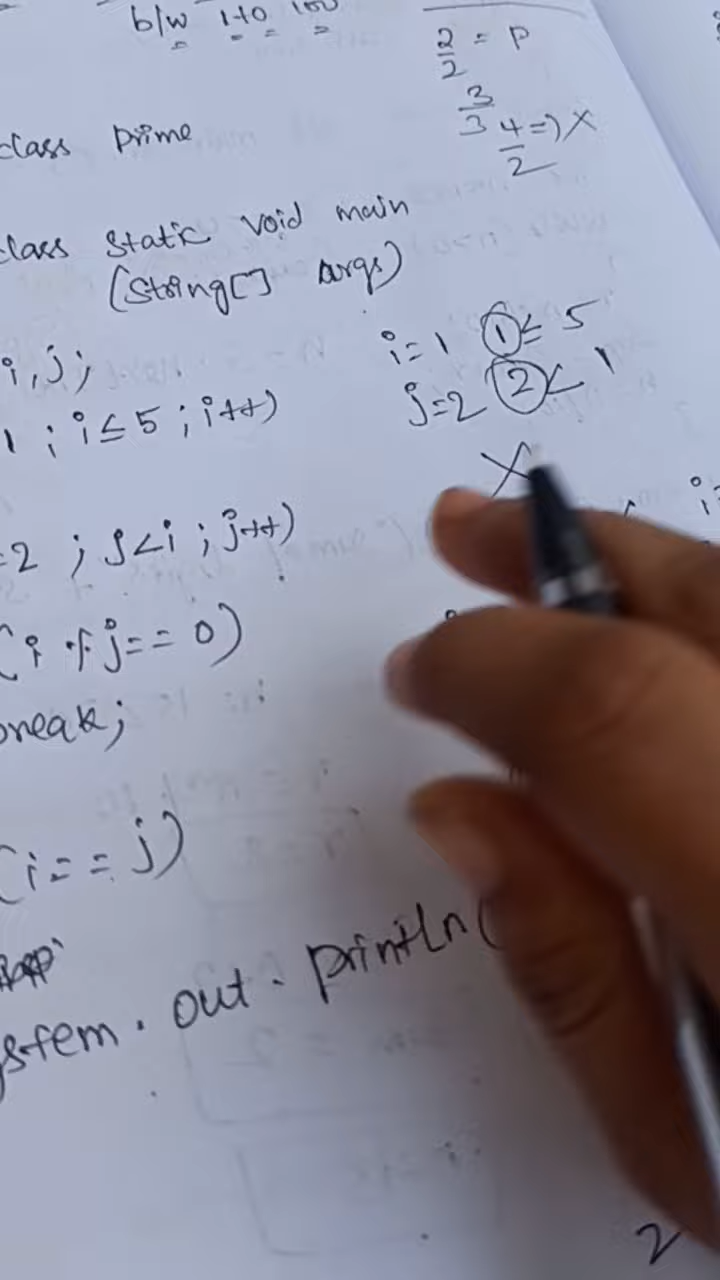 b/w 1 to 100
2/2 = P
3/3
4/2 => X
class Prime
class static void main
(String[] args)
i,j;
i=1 1 ≤ 5
1 ; i≤5 ; i++)
j=2 2 < 1
X
=2 ; j<i ; j++)
(i % j == 0)
break;
(i == j)
System . out . println(
2